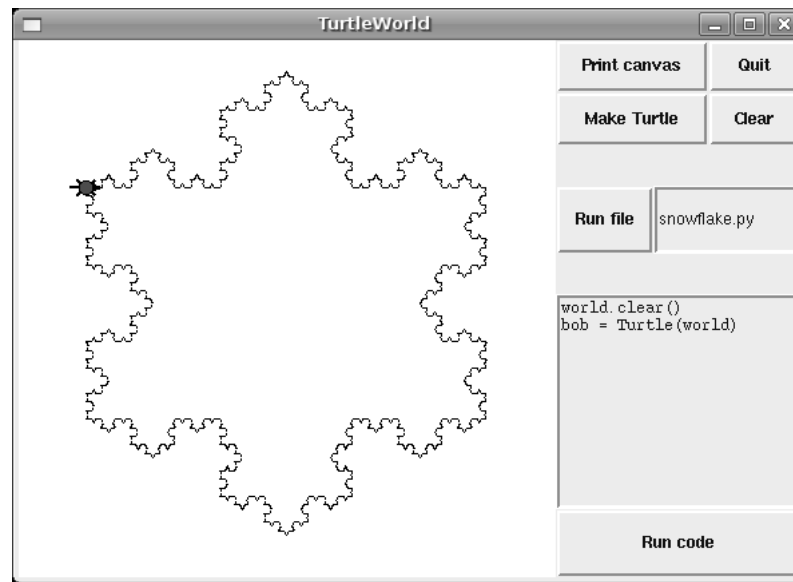 TurtleWorld
Print canvas
Quit
Make Turtle
Clear
Run file
snowflake.py
world.clear()
bob = Turtle(world)
Run code